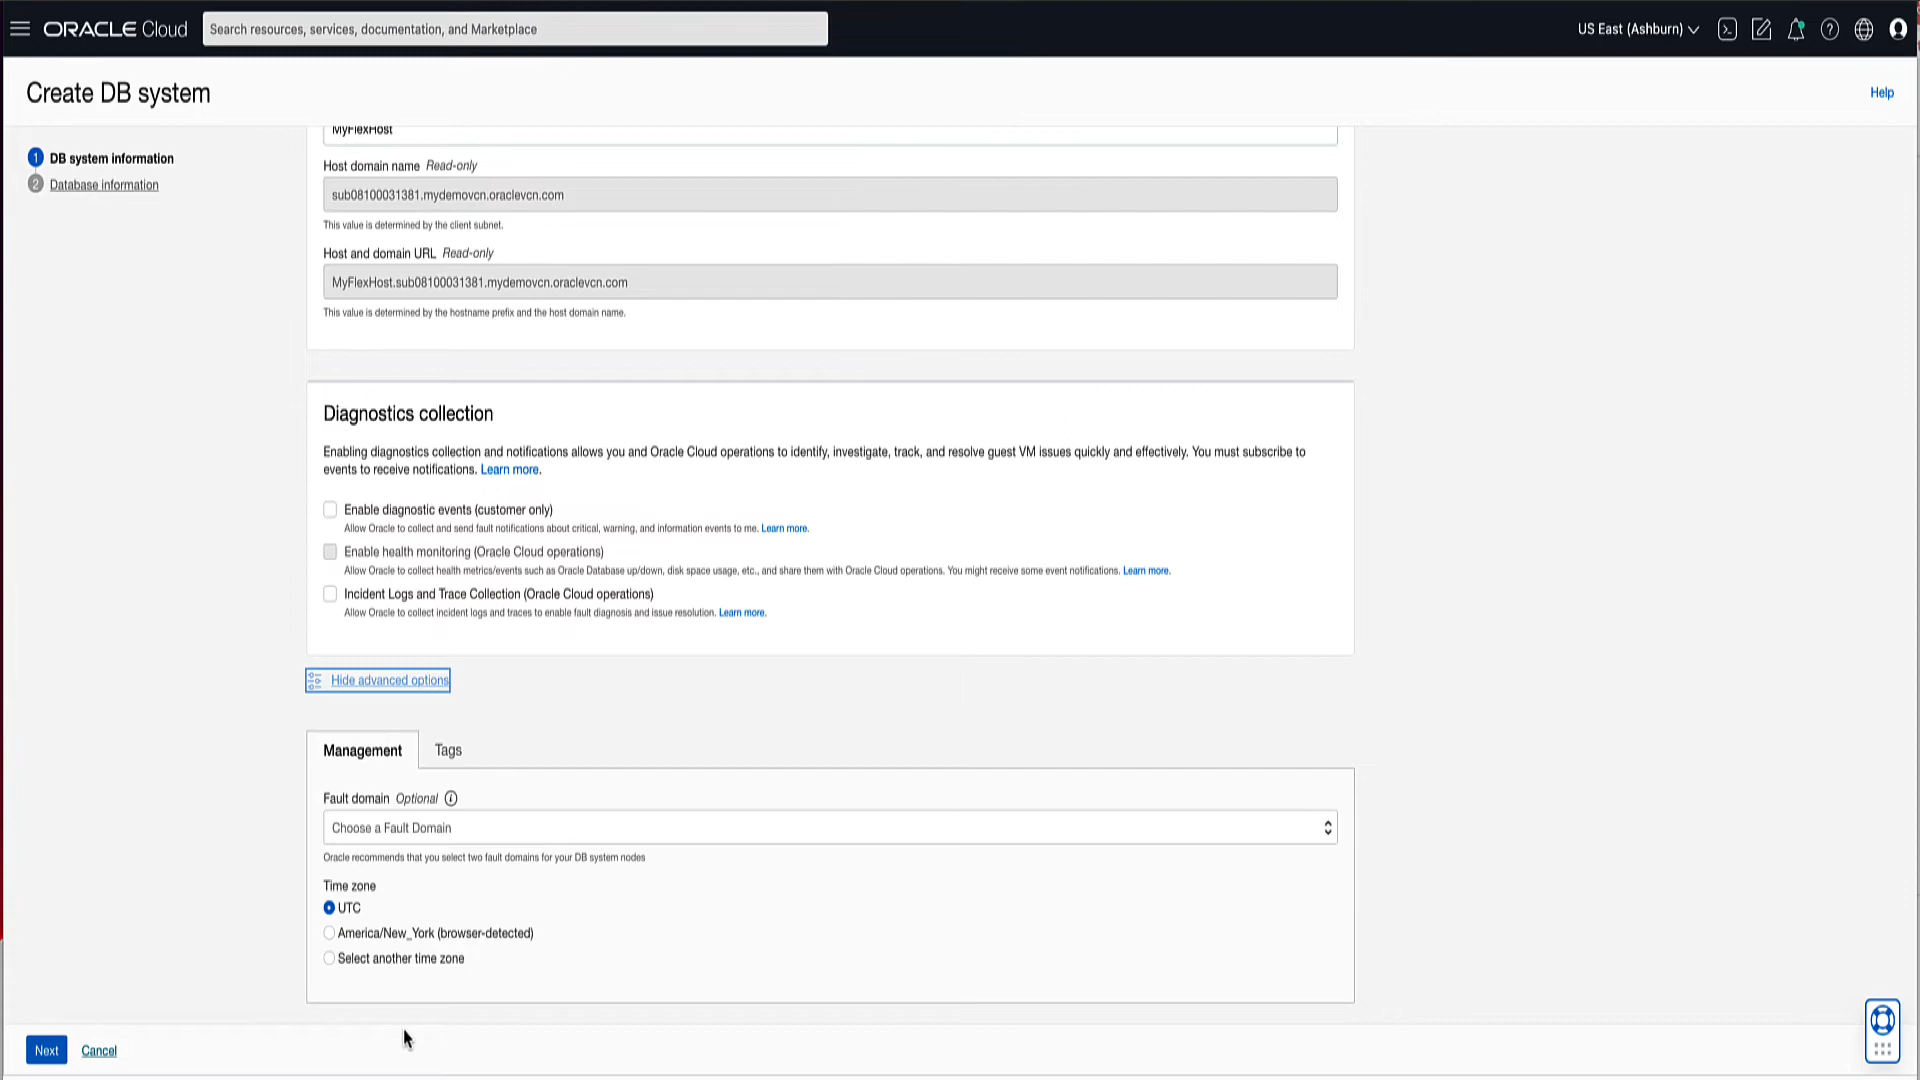 ORACLE Cloud
Search resources, services, documentation, and Marketplace
US East (Ashburn)
Create DB system
Help
1 DB system information
2 Database information
MyFlexHost
Host domain name Read-only
sub08100031381.mydemovcn.oraclevcn.com
This value is determined by the client subnet.
Host and domain URL Read-only
MyFlexHost.sub08100031381.mydemovcn.oraclevcn.com
This value is determined by the hostname prefix and the host domain name.
Diagnostics collection
Enabling diagnostics collection and notifications allows you and Oracle Cloud operations to identify, investigate, track, and resolve guest VM issues quickly and effectively. You must subscribe to
events to receive notifications. Learn more.
Enable diagnostic events (customer only)
Allow Oracle to collect and send fault notifications about critical, warning, and information events to me. Learn more.
Enable health monitoring (Oracle Cloud operations)
Allow Oracle to collect health metrics/events such as Oracle Database up/down, disk space usage, etc., and share them with Oracle Cloud operations. You might receive some event notifications. Learn more.
Incident Logs and Trace Collection (Oracle Cloud operations)
Allow Oracle to collect incident logs and traces to enable fault diagnosis and issue resolution. Learn more.
Hide advanced options
Management Tags
Fault domain Optional
Choose a Fault Domain
Oracle recommends that you select two fault domains for your DB system nodes
Time zone
UTC
America/New_York (browser-detected)
Select another time zone
Next Cancel